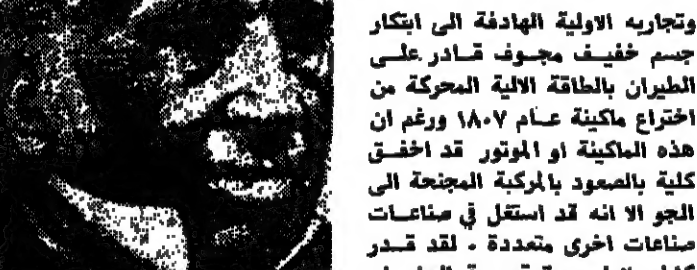 وتجاربه الاولية الهادفة الى ابتكار
جسم خفيف مجوف قادر على
الطيران بالطاقة الالية المحركة من
اختراع ماكينة عام ١٨٠٧ ورغم ان
هذه الماكينة او الموتور قد اخفق
كلية بالصعود بالمركبة المجنحة الى
الجو الا انه قد استغل في صناعات
صناعات اخرى متعددة . لقد قدر